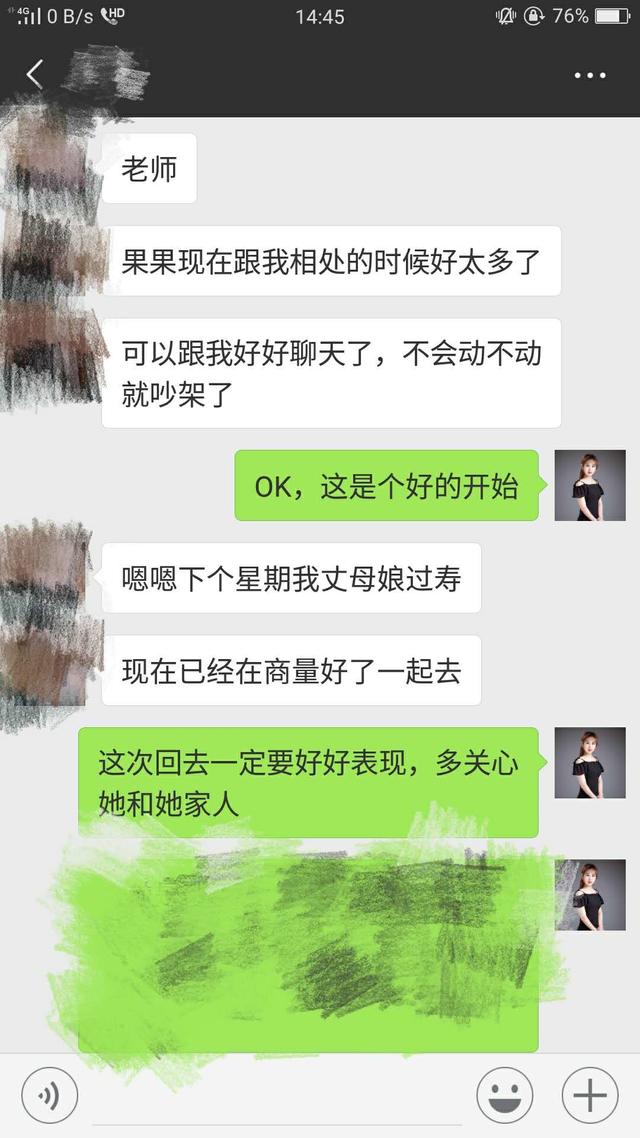 4G 0 B/s HD 14:45 76%
老师
果果现在跟我相处的时候好太多了
可以跟我好好聊天了，不会动不动
就吵架了
OK，这是个好的开始
嗯嗯下个星期我丈母娘过寿
现在已经在商量好了一起去
这次回去一定要好好表现，多关心
她和她家人